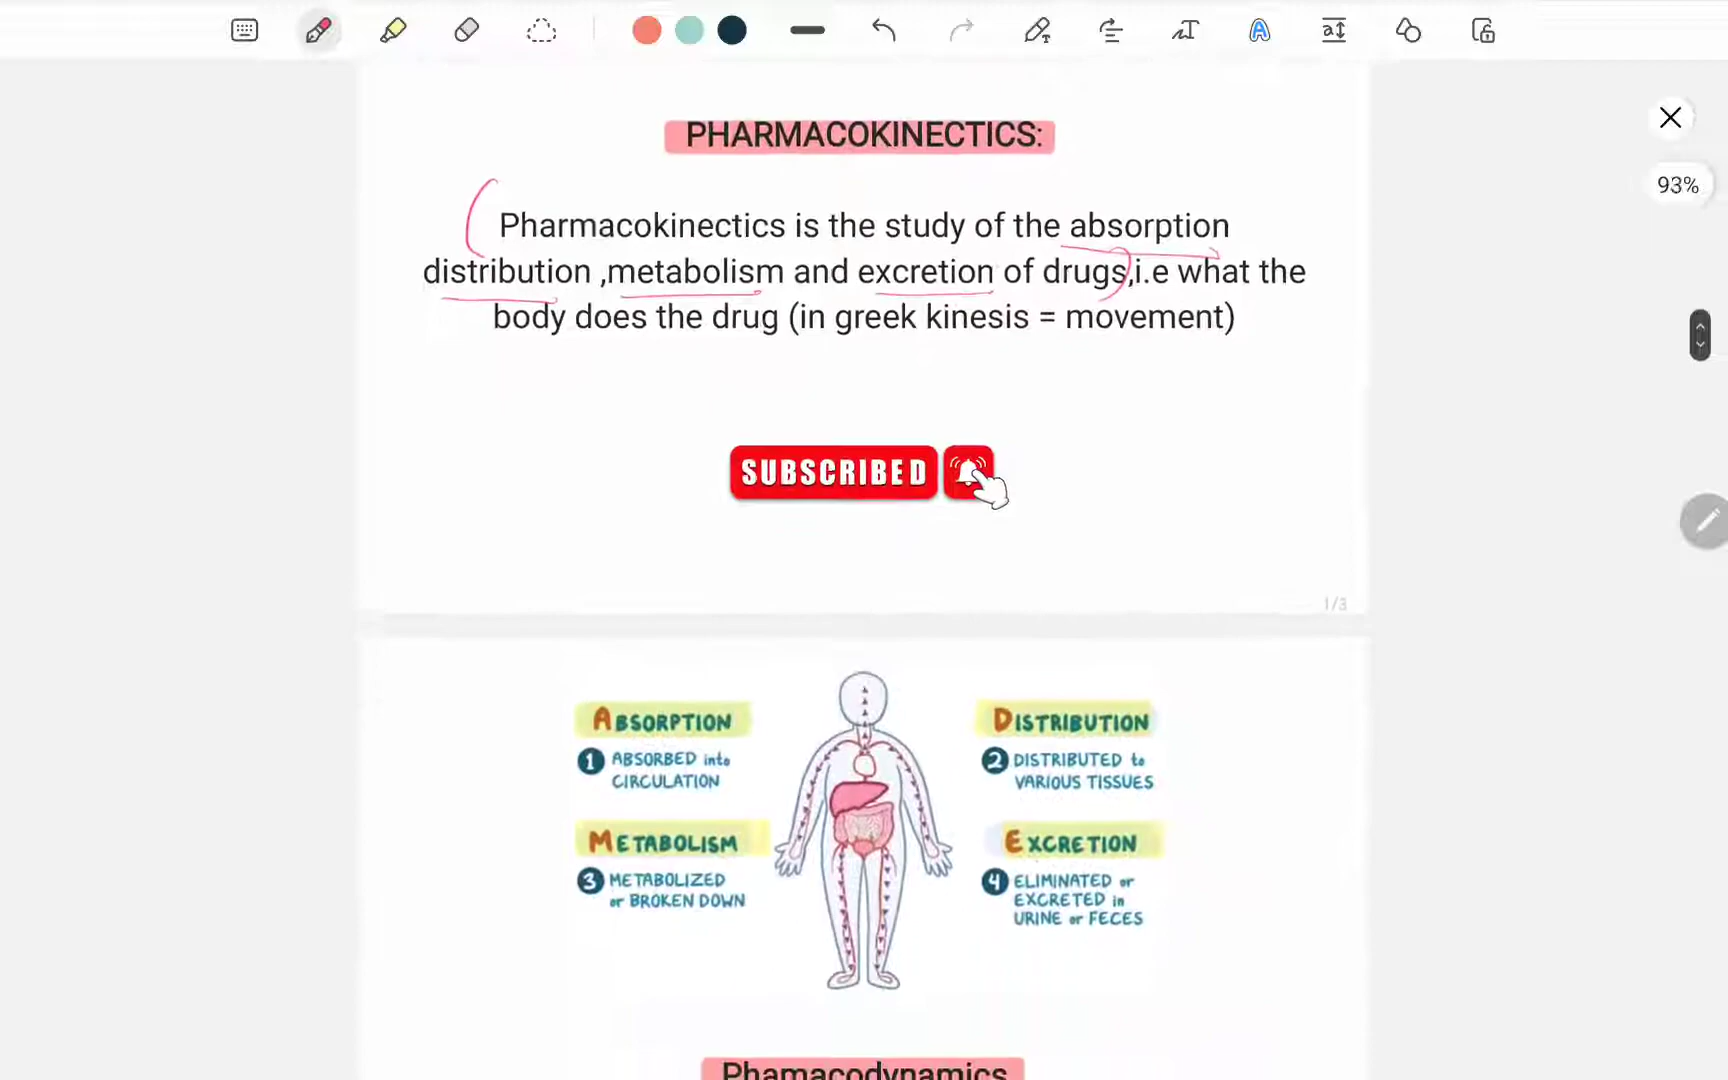 93%
PHARMACOKINECTICS:
Pharmacokinectics is the study of the absorption
distribution ,metabolism and excretion of drugs,i.e what the
body does the drug (in greek kinesis = movement)
SUBSCRIBED
1/3
ABSORPTION
1 ABSORBED into
CIRCULATION
DISTRIBUTION
2 DISTRIBUTED to
VARIOUS TISSUES
METABOLISM
3 METABOLIZED
or BROKEN DOWN
EXCRETION
4 ELIMINATED or
EXCRETED in
URINE or FECES
Phamacodynamics